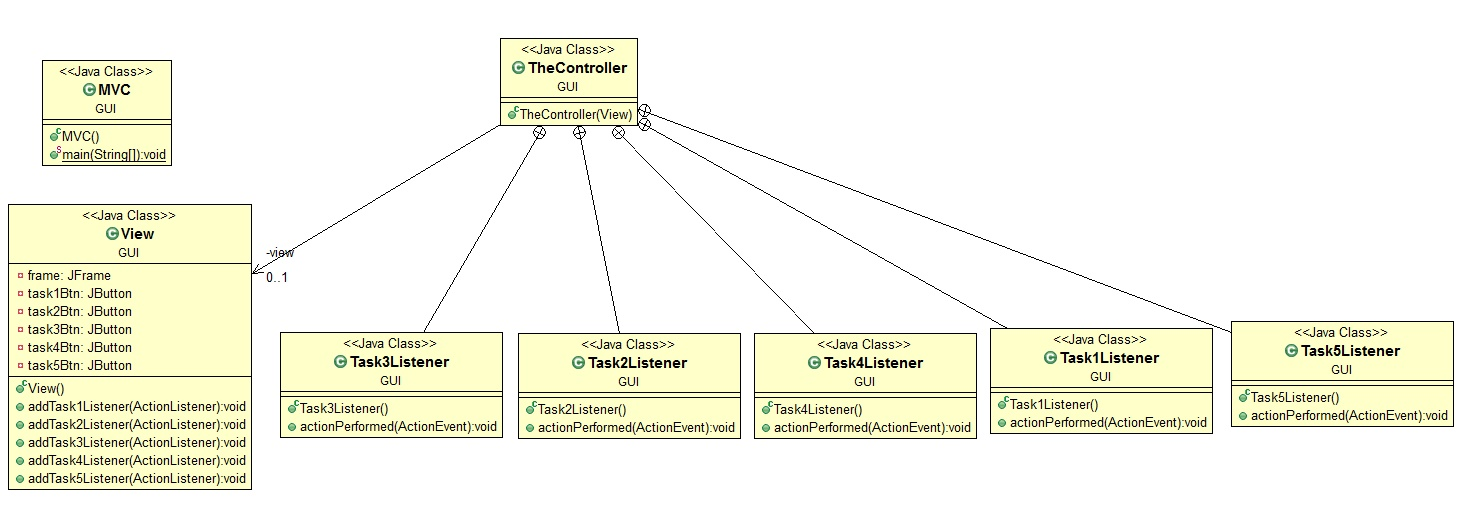 <<Java Class>>
MVC
GUI
MVC()
main(String[]):void
<<Java Class>>
TheController
GUI
TheController(View)
<<Java Class>>
View
GUI
frame: JFrame
task1Btn: JButton
task2Btn: JButton
task3Btn: JButton
task4Btn: JButton
task5Btn: JButton
View()
addTask1Listener(ActionListener):void
addTask2Listener(ActionListener):void
addTask3Listener(ActionListener):void
addTask4Listener(ActionListener):void
addTask5Listener(ActionListener):void
-view
0..1
<<Java Class>>
Task3Listener
GUI
Task3Listener()
actionPerformed(ActionEvent):void
<<Java Class>>
Task2Listener
GUI
Task2Listener()
actionPerformed(ActionEvent):void
<<Java Class>>
Task4Listener
GUI
Task4Listener()
actionPerformed(ActionEvent):void
<<Java Class>>
Task1Listener
GUI
Task1Listener()
actionPerformed(ActionEvent):void
<<Java Class>>
Task5Listener
GUI
Task5Listener()
actionPerformed(ActionEvent):void